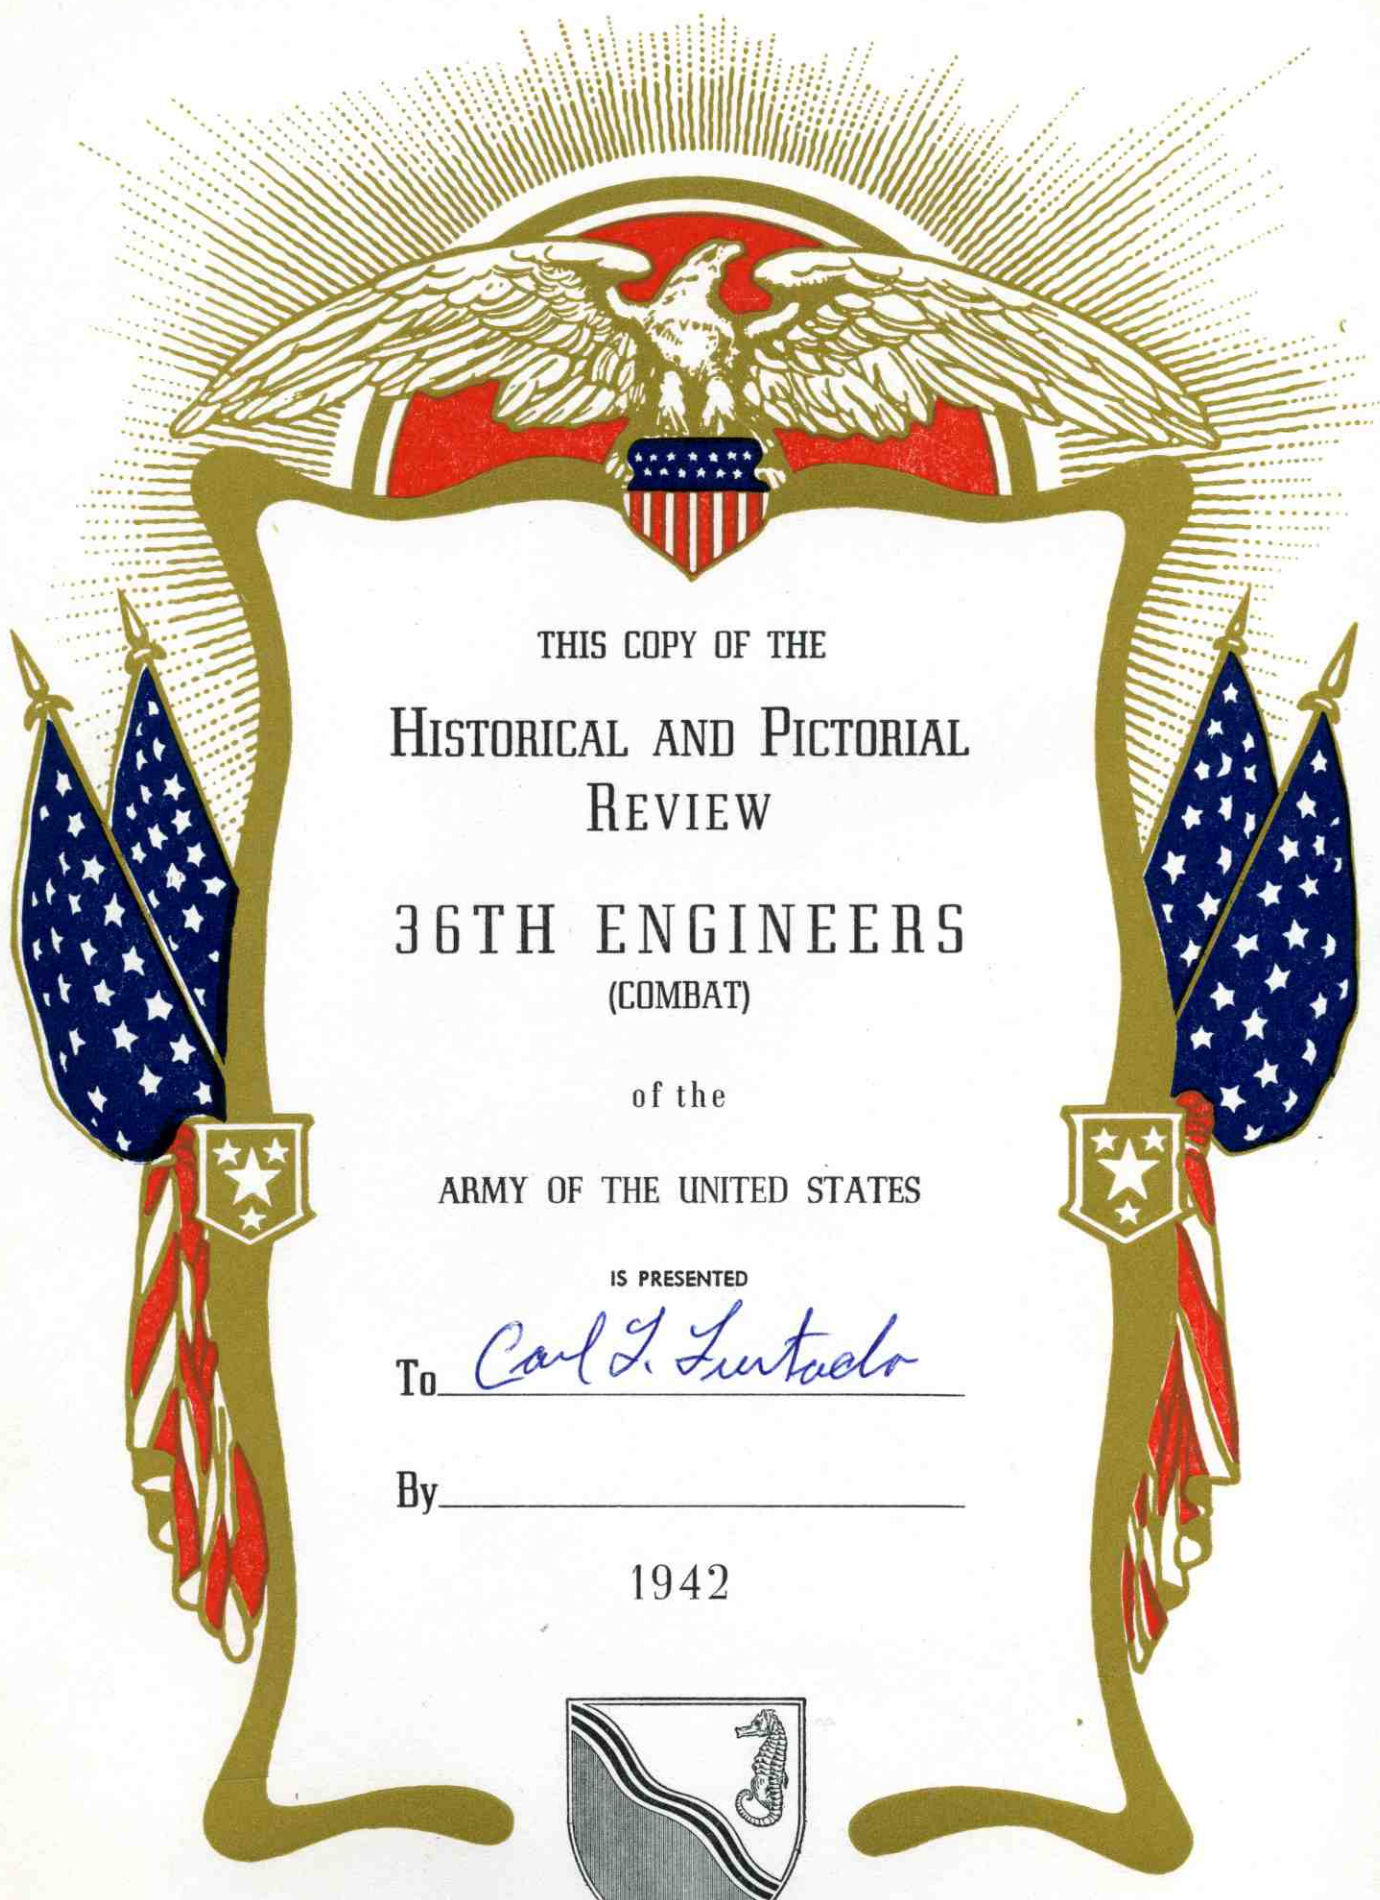 THIS COPY OF THE
HISTORICAL AND PICTORIAL
REVIEW
36TH ENGINEERS
(COMBAT)
of the
ARMY OF THE UNITED STATES
IS PRESENTED
To Carl L. Furtado
By
1942